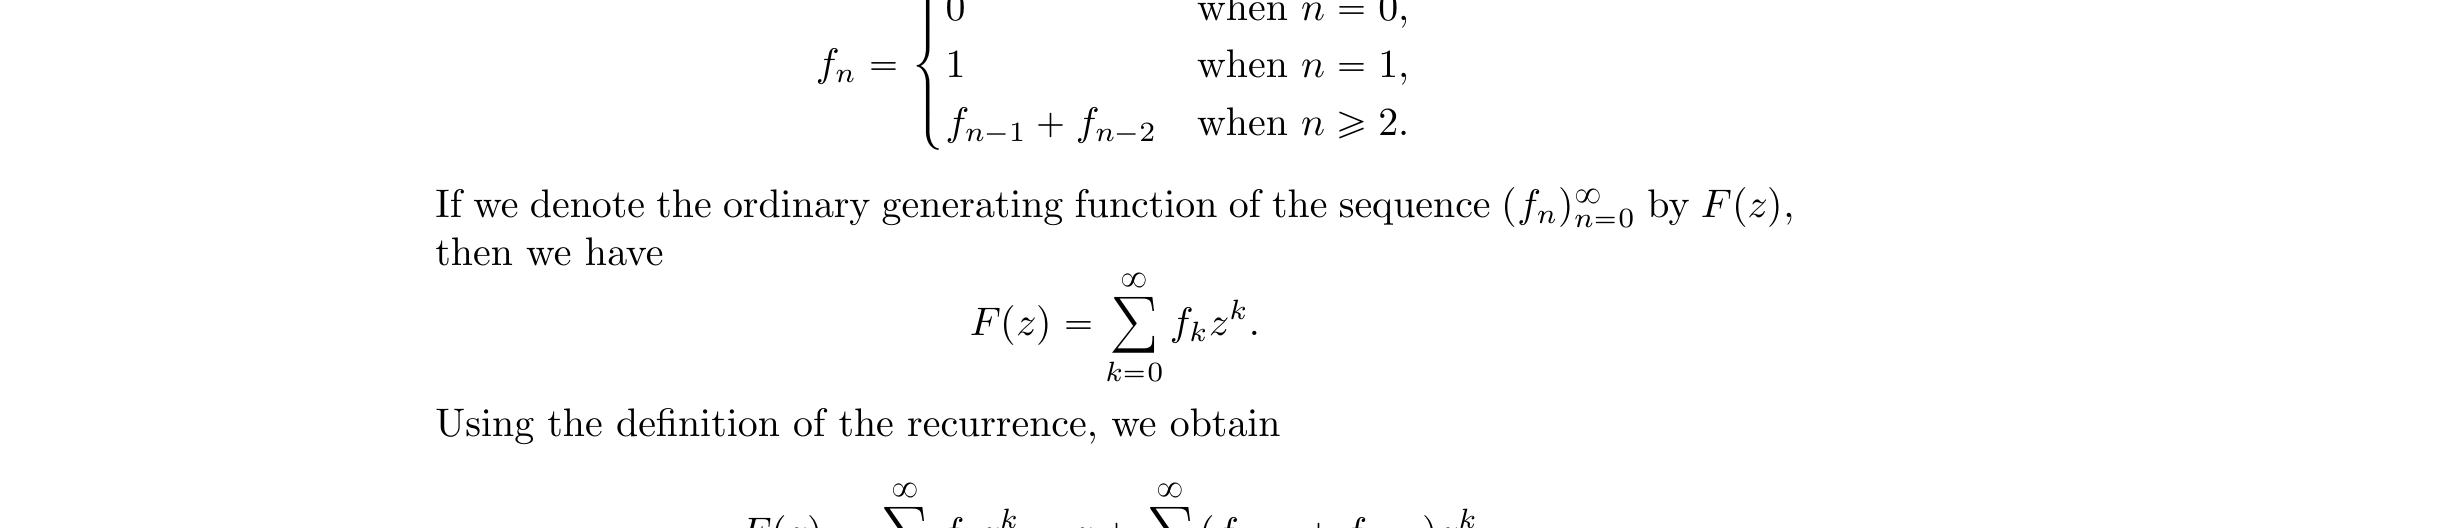 0 when n = 0,
f_n = { 1 when n = 1,
f_{n−1} + f_{n−2} when n ⩾ 2.
If we denote the ordinary generating function of the sequence (f_n)_{n=0}^∞ by F(z),
then we have
F(z) = ∑_{k=0}^∞ f_k z^k.
Using the definition of the recurrence, we obtain